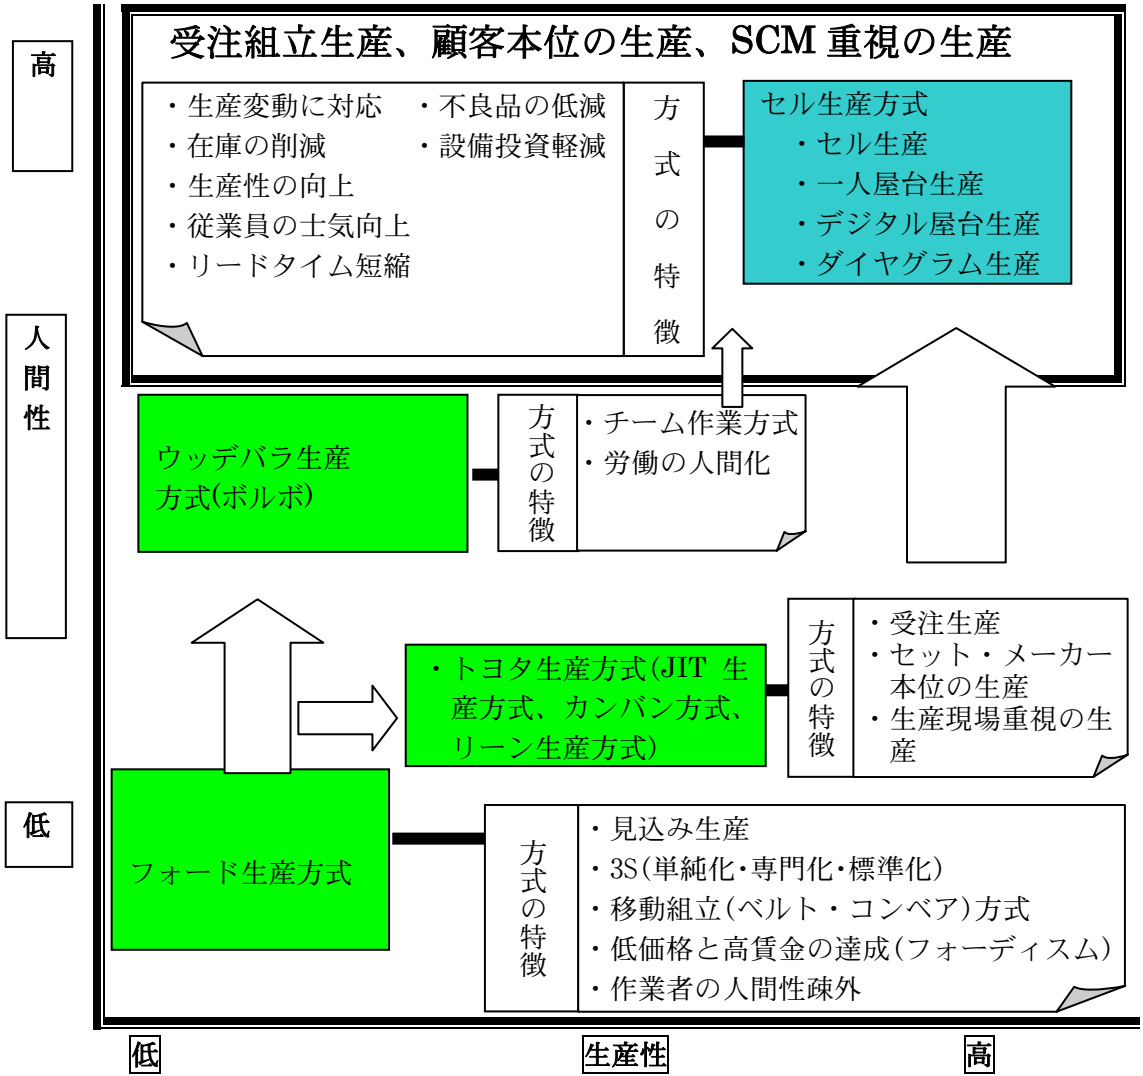 受注組立生産、顧客本位の生産、SCM 重視の生産
高
・生産変動に対応 ・不良品の低減
・在庫の削減 ・設備投資軽減
・生産性の向上
・従業員の士気向上
・リードタイム短縮
方式の特徴
セル生産方式
・セル生産
・一人屋台生産
・デジタル屋台生産
・ダイヤグラム生産
人間性
ウッデバラ生産
方式(ボルボ)
方式の特徴
・チーム作業方式
・労働の人間化
・トヨタ生産方式(JIT 生
産方式、カンバン方式、
リーン生産方式)
方式の特徴
・受注生産
・セット・メーカー
本位の生産
・生産現場重視の生
産
低
フォード生産方式
方式の特徴
・見込み生産
・3S(単純化・専門化・標準化)
・移動組立(ベルト・コンベア)方式
・低価格と高賃金の達成(フォーディスム)
・作業者の人間性疎外
低
生産性
高